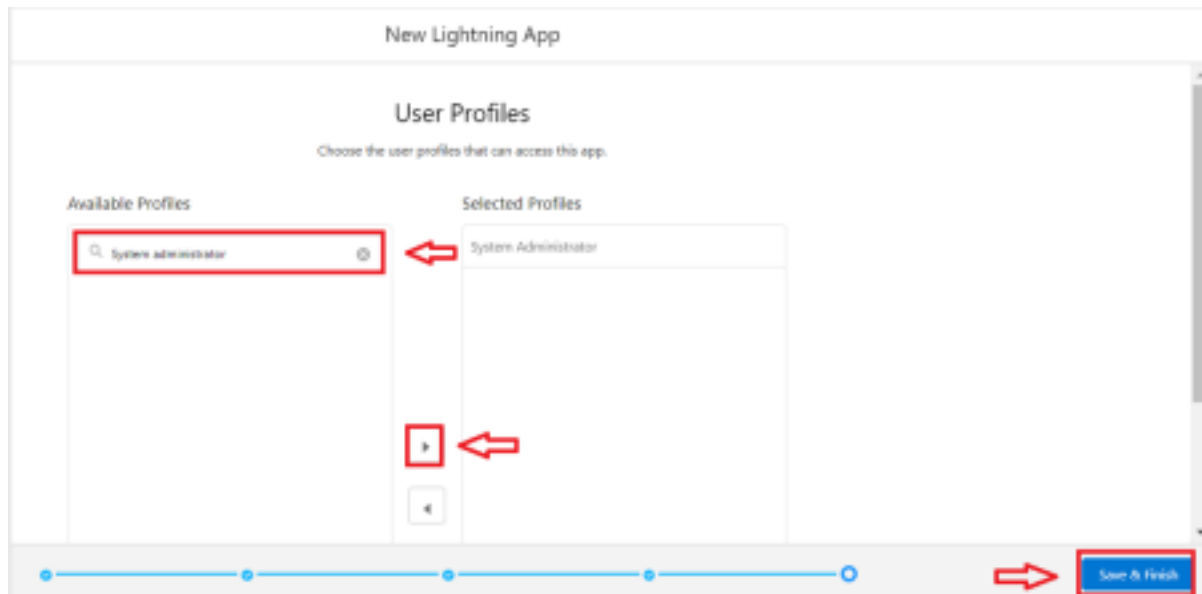 New Lightning App
User Profiles
Choose the user profiles that can access this app.
Available Profiles
Selected Profiles
System administrator
System Administrator
Save & Finish